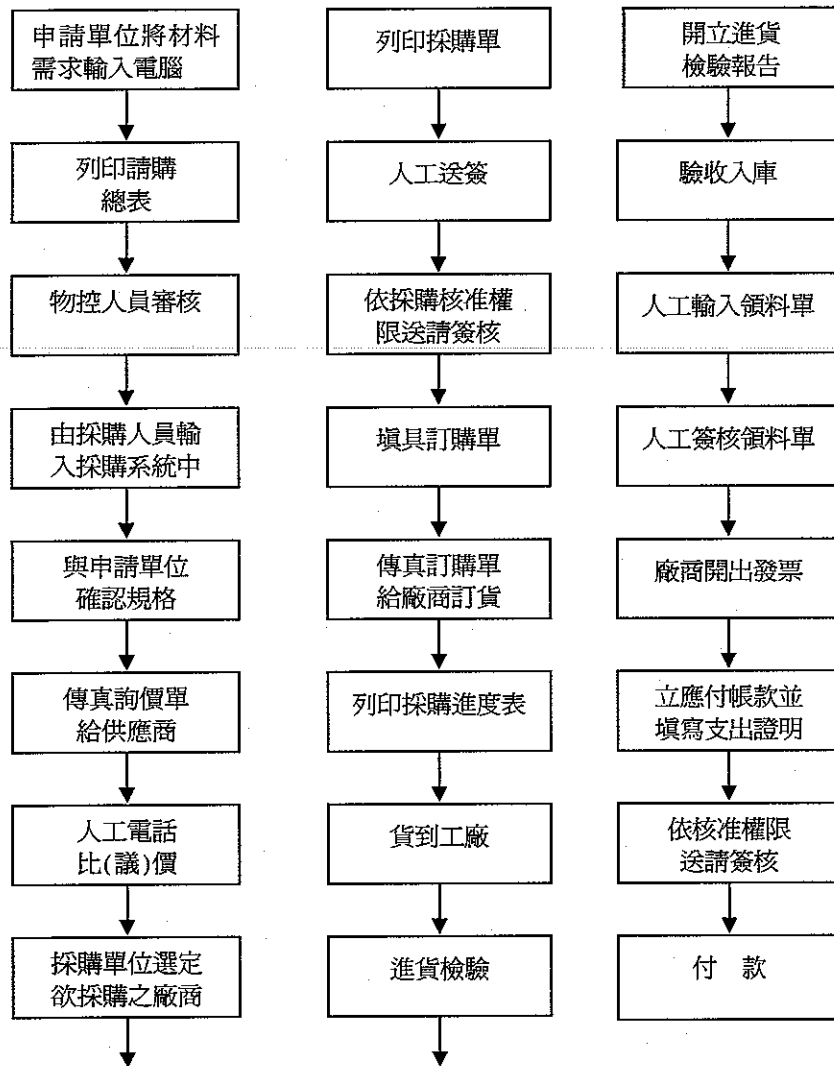 申請單位將材料
需求輸入電腦
列印請購
總表
物控人員審核
由採購人員輸
入採購系統中
與申請單位
確認規格
傳真詢價單
給供應商
人工電話
比(議)價
採購單位選定
欲採購之廠商
列印採購單
人工送簽
依採購核准權
限送請簽核
填具訂購單
傳真訂購單
給廠商訂貨
列印採購進度表
貨到工廠
進貨檢驗
開立進貨
檢驗報告
驗收入庫
人工輸入領料單
人工簽核領料單
廠商開出發票
立應付帳款並
填寫支出證明
依核准權限
送請簽核
付 款